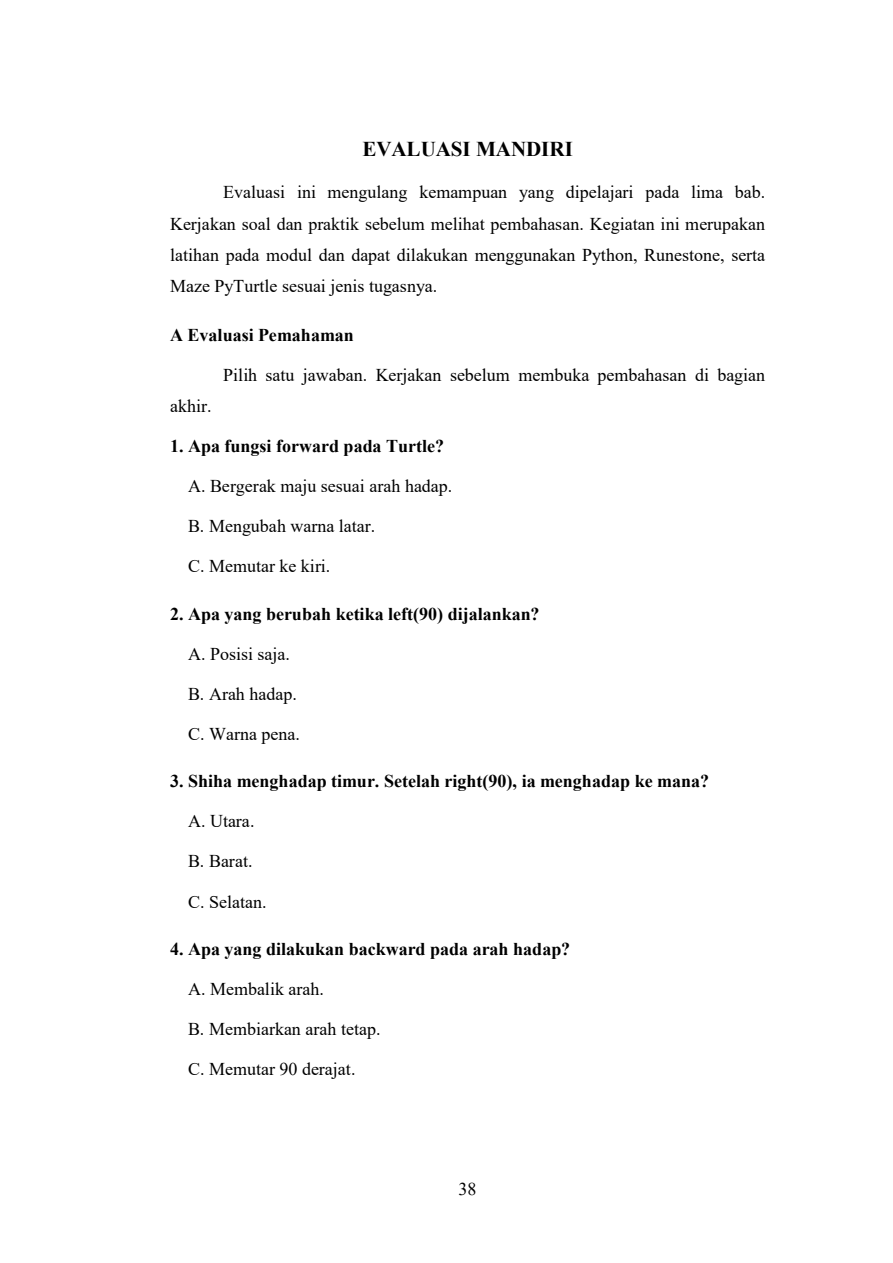 EVALUASI MANDIRI
Evaluasi ini mengulang kemampuan yang dipelajari pada lima bab.
Kerjakan soal dan praktik sebelum melihat pembahasan. Kegiatan ini merupakan
latihan pada modul dan dapat dilakukan menggunakan Python, Runestone, serta
Maze PyTurtle sesuai jenis tugasnya.
A Evaluasi Pemahaman
Pilih satu jawaban. Kerjakan sebelum membuka pembahasan di bagian
akhir.
1. Apa fungsi forward pada Turtle?
A. Bergerak maju sesuai arah hadap.
B. Mengubah warna latar.
C. Memutar ke kiri.
2. Apa yang berubah ketika left(90) dijalankan?
A. Posisi saja.
B. Arah hadap.
C. Warna pena.
3. Shiha menghadap timur. Setelah right(90), ia menghadap ke mana?
A. Utara.
B. Barat.
C. Selatan.
4. Apa yang dilakukan backward pada arah hadap?
A. Membalik arah.
B. Membiarkan arah tetap.
C. Memutar 90 derajat.
38